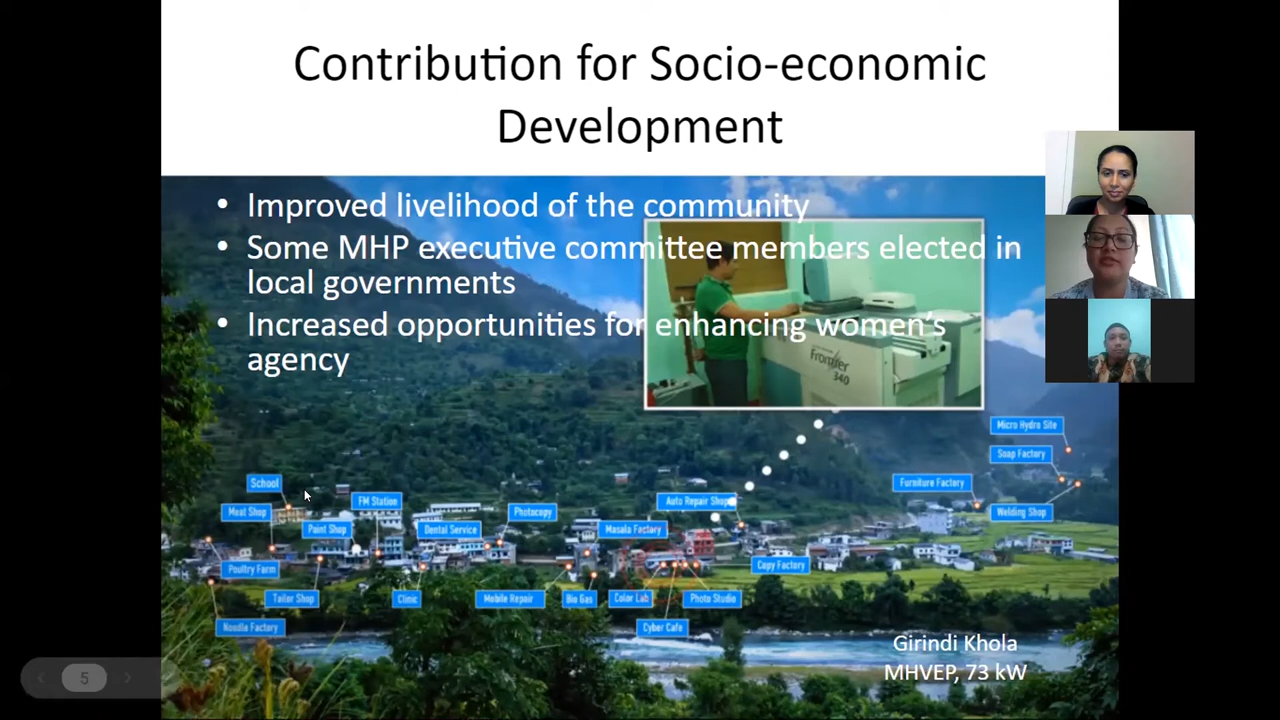 Contribution for Socio-economic
Development
• Improved livelihood of the community
• Some MHP executive committee members elected in
local governments
• Increased opportunities for enhancing women's
agency
Frontier
340
Micro Hydro Site
Soap Factory
School
Furniture Factory
FM Station
Auto Repair Shop
Meat Shop
Photocopy
Welding Shop
Paint Shop
Dental Service
Masala Factory
Poultry Farm
Copy Factory
Tailor Shop
Clinic
Mobile Repair
Bio Gas
Color Lab
Photo Studio
Noodle Factory
Cyber Cafe
Girindi Khola
MHVEP, 73 kW
5